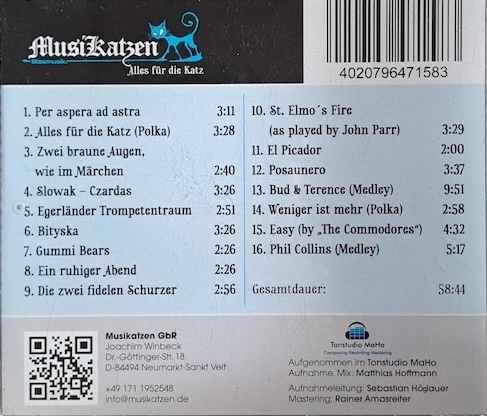 MusiKatzen
Blasmusik
Alles für die Katz
4020796471583
1. Per aspera ad astra 3:11
2. Alles für die Katz (Polka) 3:28
3. Zwei braune Augen,
wie im Märchen 2:40
4. Slowak – Czardas 3:26
5. Egerländer Trompetentraum 2:51
6. Bityska 3:26
7. Gummi Bears 2:26
8. Ein ruhiger Abend 2:26
9. Die zwei fidelen Schurzer 2:56
10. St. Elmo´s Fire
(as played by John Parr) 3:29
11. El Picador 2:00
12. Posaunero 3:37
13. Bud & Terence (Medley) 9:51
14. Weniger ist mehr (Polka) 2:58
15. Easy (by „The Commodores“) 4:32
16. Phil Collins (Medley) 5:17
Gesamtdauer: 58:44
Musikatzen GbR
Joachim Winbeck
Dr.-Göttinger-Str. 18
D-84494 Neumarkt-Sankt Veit
+49 171 1952548
info@musikatzen.de
Tonstudio MaHo
Composing-Recording-Mastering
Aufgenommen im Tonstudio MaHo
Aufnahme, Mix: Matthias Hoffmann
Aufnahmeleitung: Sebastian Höglauer
Mastering: Rainer Amasreiter